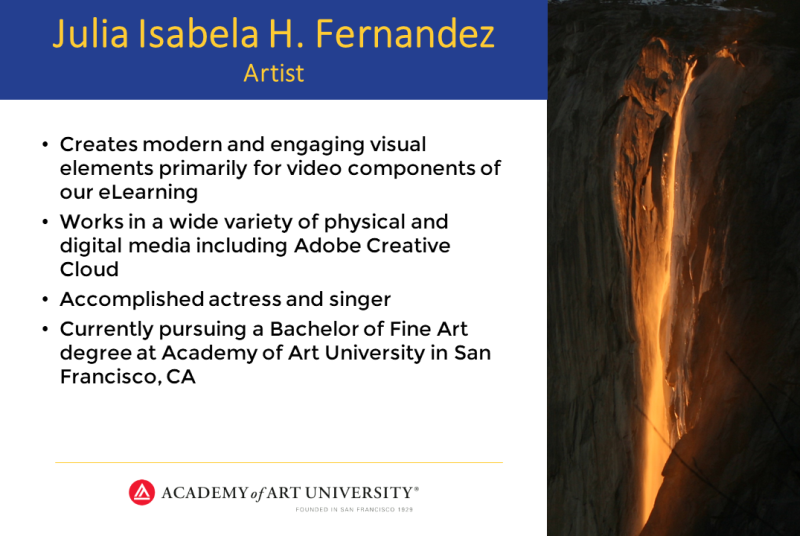 Julia Isabela H. Fernandez
Artist
• Creates modern and engaging visual
elements primarily for video components of
our eLearning
• Works in a wide variety of physical and
digital media including Adobe Creative
Cloud
• Accomplished actress and singer
• Currently pursuing a Bachelor of Fine Art
degree at Academy of Art University in San
Francisco, CA
ACADEMY of ART UNIVERSITY®
FOUNDED IN SAN FRANCISCO 1929